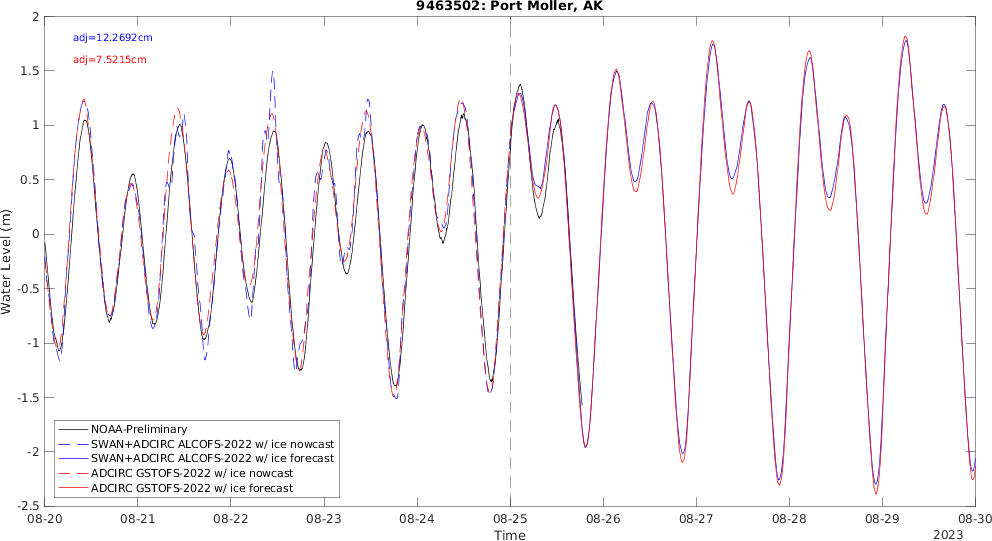 9463502: Port Moller, AK
adj=12.2692cm
adj=7.5215cm
Water Level (m)
2
1.5
1
0.5
0
-0.5
-1
-1.5
-2
-2.5
NOAA-Preliminary
SWAN+ADCIRC ALCOFS-2022 w/ ice nowcast
SWAN+ADCIRC ALCOFS-2022 w/ ice forecast
ADCIRC GSTOFS-2022 w/ ice nowcast
ADCIRC GSTOFS-2022 w/ ice forecast
08-20 08-21 08-22 08-23 08-24 08-25 08-26 08-27 08-28 08-29 08-30
Time
2023